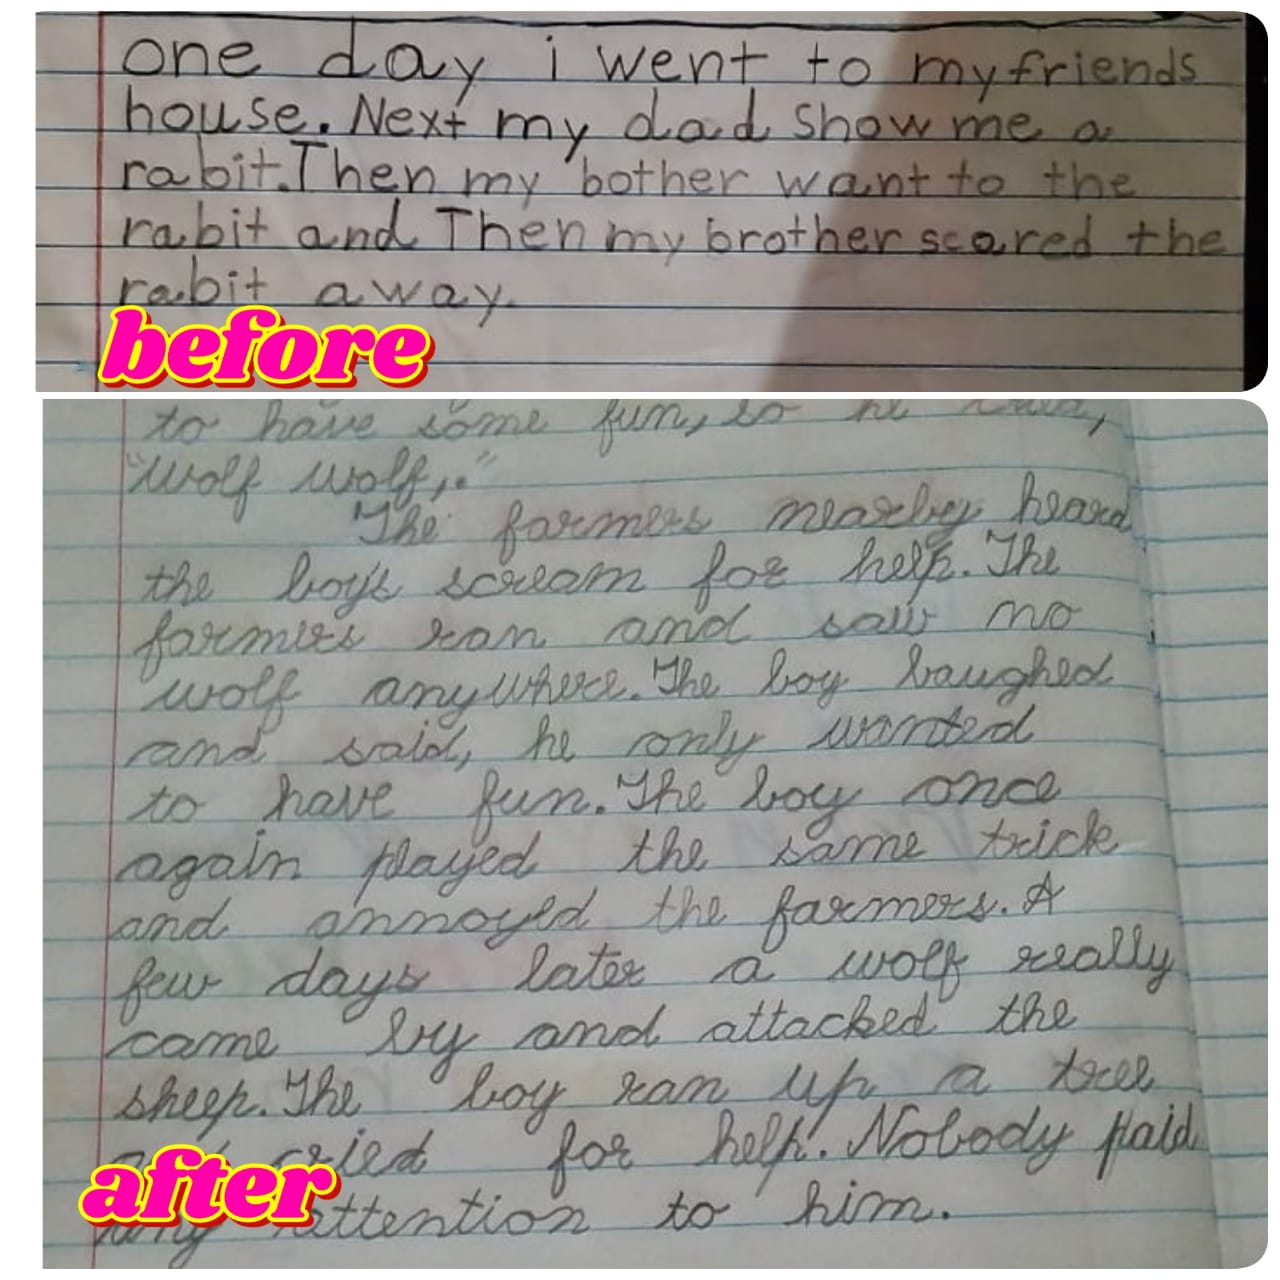 one day i went to my friends
house. Next my dad show me a
rabit. Then my bother want to the
rabit and Then my brother scared the
rabit away.
before
to have some fun, so he cried,
"Wolf wolf,."
The farmers nearby heard
the boy's scream for help. The
farmers ran and saw no
wolf anywhere. The boy laughed
and said, he only wanted
to have fun. The boy once
again played the same trick
and annoyed the farmers. A
few days later a wolf really
came by and attacked the
sheep. The boy ran up a tree
cried for help!. Nobody paid
after
any attention to him.